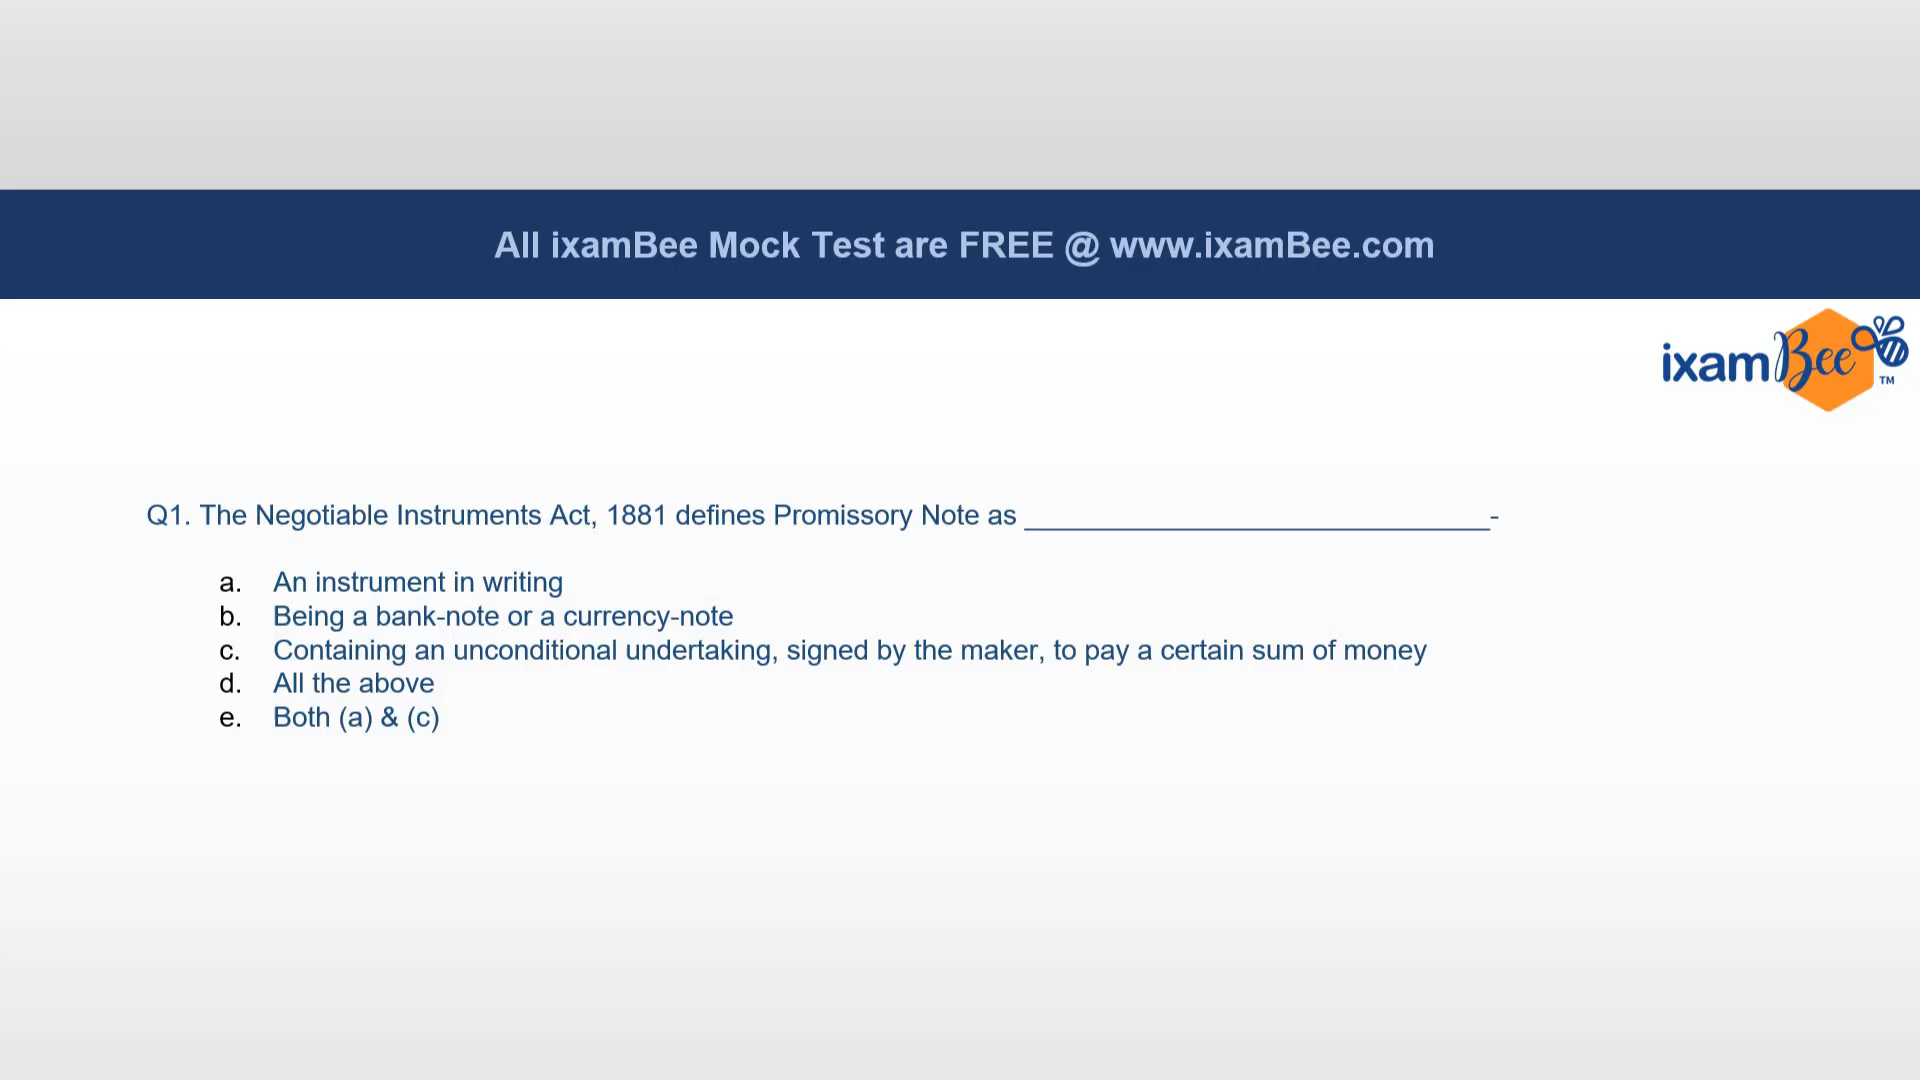 All ixamBee Mock Test are FREE @ www.ixamBee.com
ixamBee TM
Q1. The Negotiable Instruments Act, 1881 defines Promissory Note as ______________________________-
a. An instrument in writing
b. Being a bank-note or a currency-note
c. Containing an unconditional undertaking, signed by the maker, to pay a certain sum of money
d. All the above
e. Both (a) & (c)